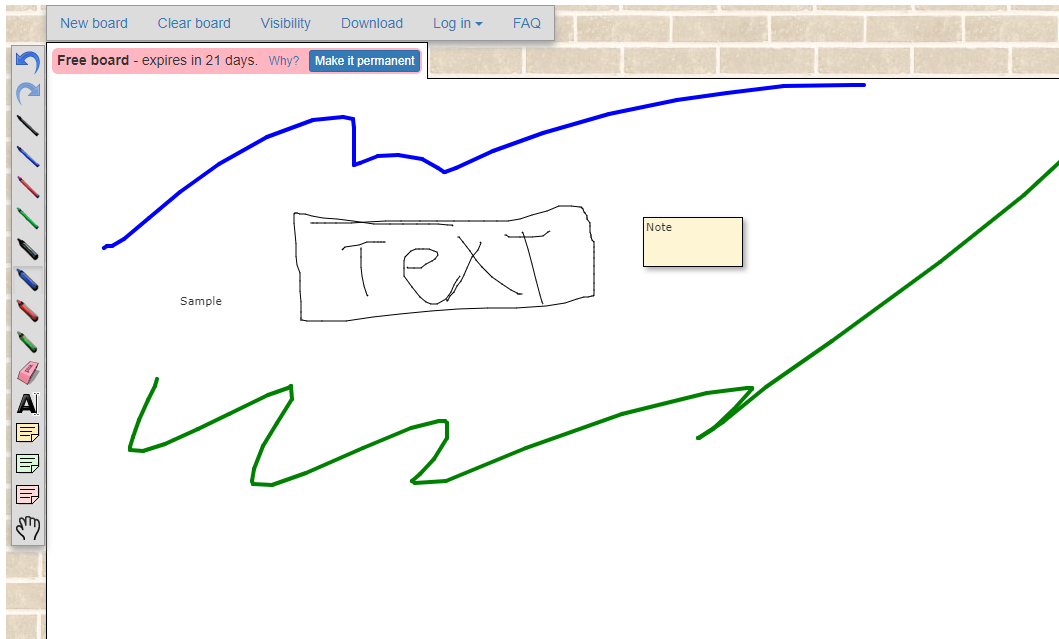 New board Clear board Visibility Download Log in FAQ
Free board - expires in 21 days. Why? Make it permanent
A
Note
TeXT
Sample